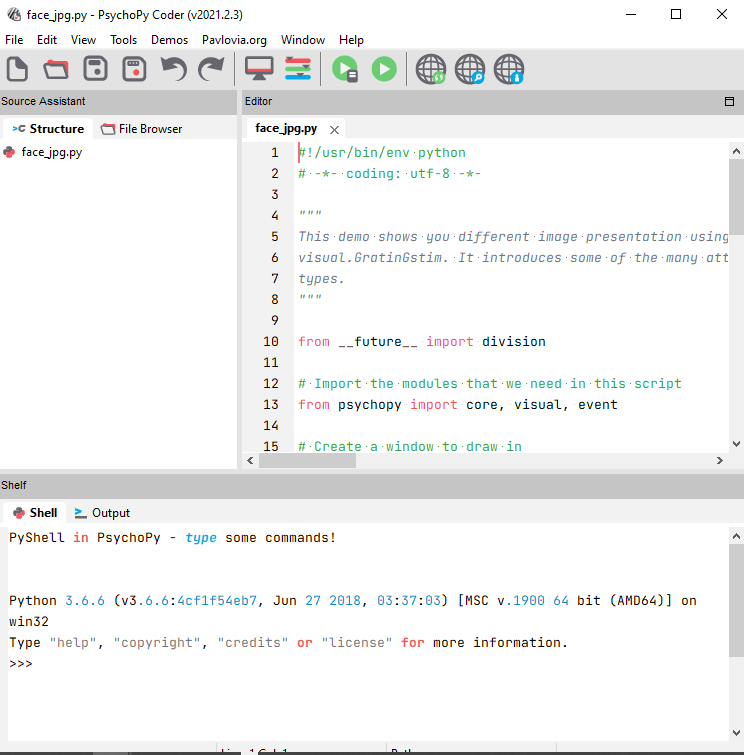 face_jpg.py - PsychoPy Coder (v2021.2.3)
File Edit View Tools Demos Pavlovia.org Window Help
Source Assistant
Editor
Structure File Browser
face_jpg.py
face_jpg.py
1 #!/usr/bin/env python
2 # -*- coding: utf-8 -*-
3
4 """
5 This demo shows you different image presentation using
6 visual.GratinGstim. It introduces some of the many att
7 types.
8 """
9
10 from __future__ import division
11
12 # Import the modules that we need in this script
13 from psychopy import core, visual, event
14
15 # Create a window to draw in
Shelf
Shell Output
PyShell in PsychoPy - type some commands!
Python 3.6.6 (v3.6.6:4cf1f54eb7, Jun 27 2018, 03:37:03) [MSC v.1900 64 bit (AMD64)] on
win32
Type "help", "copyright", "credits" or "license" for more information.
>>>